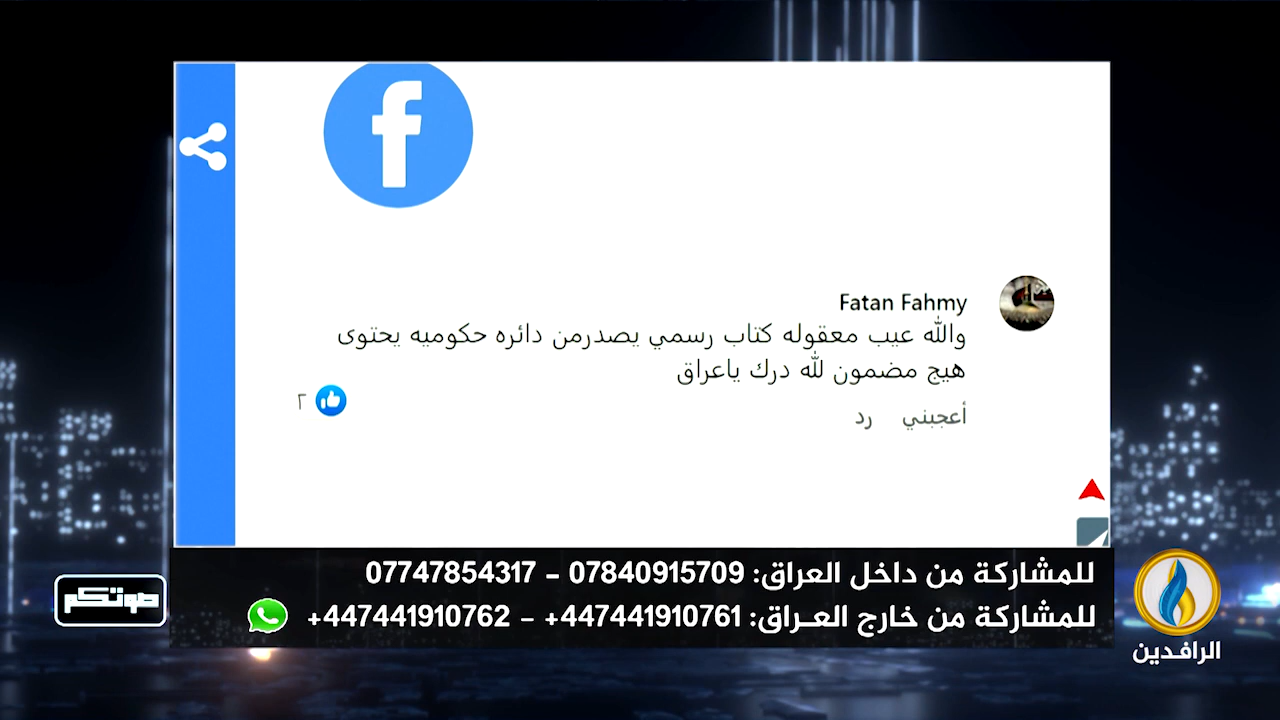 f
Fatan Fahmy
والله عيب معقوله كتاب رسمي يصدرمن دائره حكوميه يحتوى
هيج مضمون لله درك ياعراق
أعجبني رد
٢
للمشاركة من داخل العراق: 07840915709 - 07747854317
للمشاركة من خارج العـراق: 447441910761+ - 447441910762+
صوتكم
الرافدين